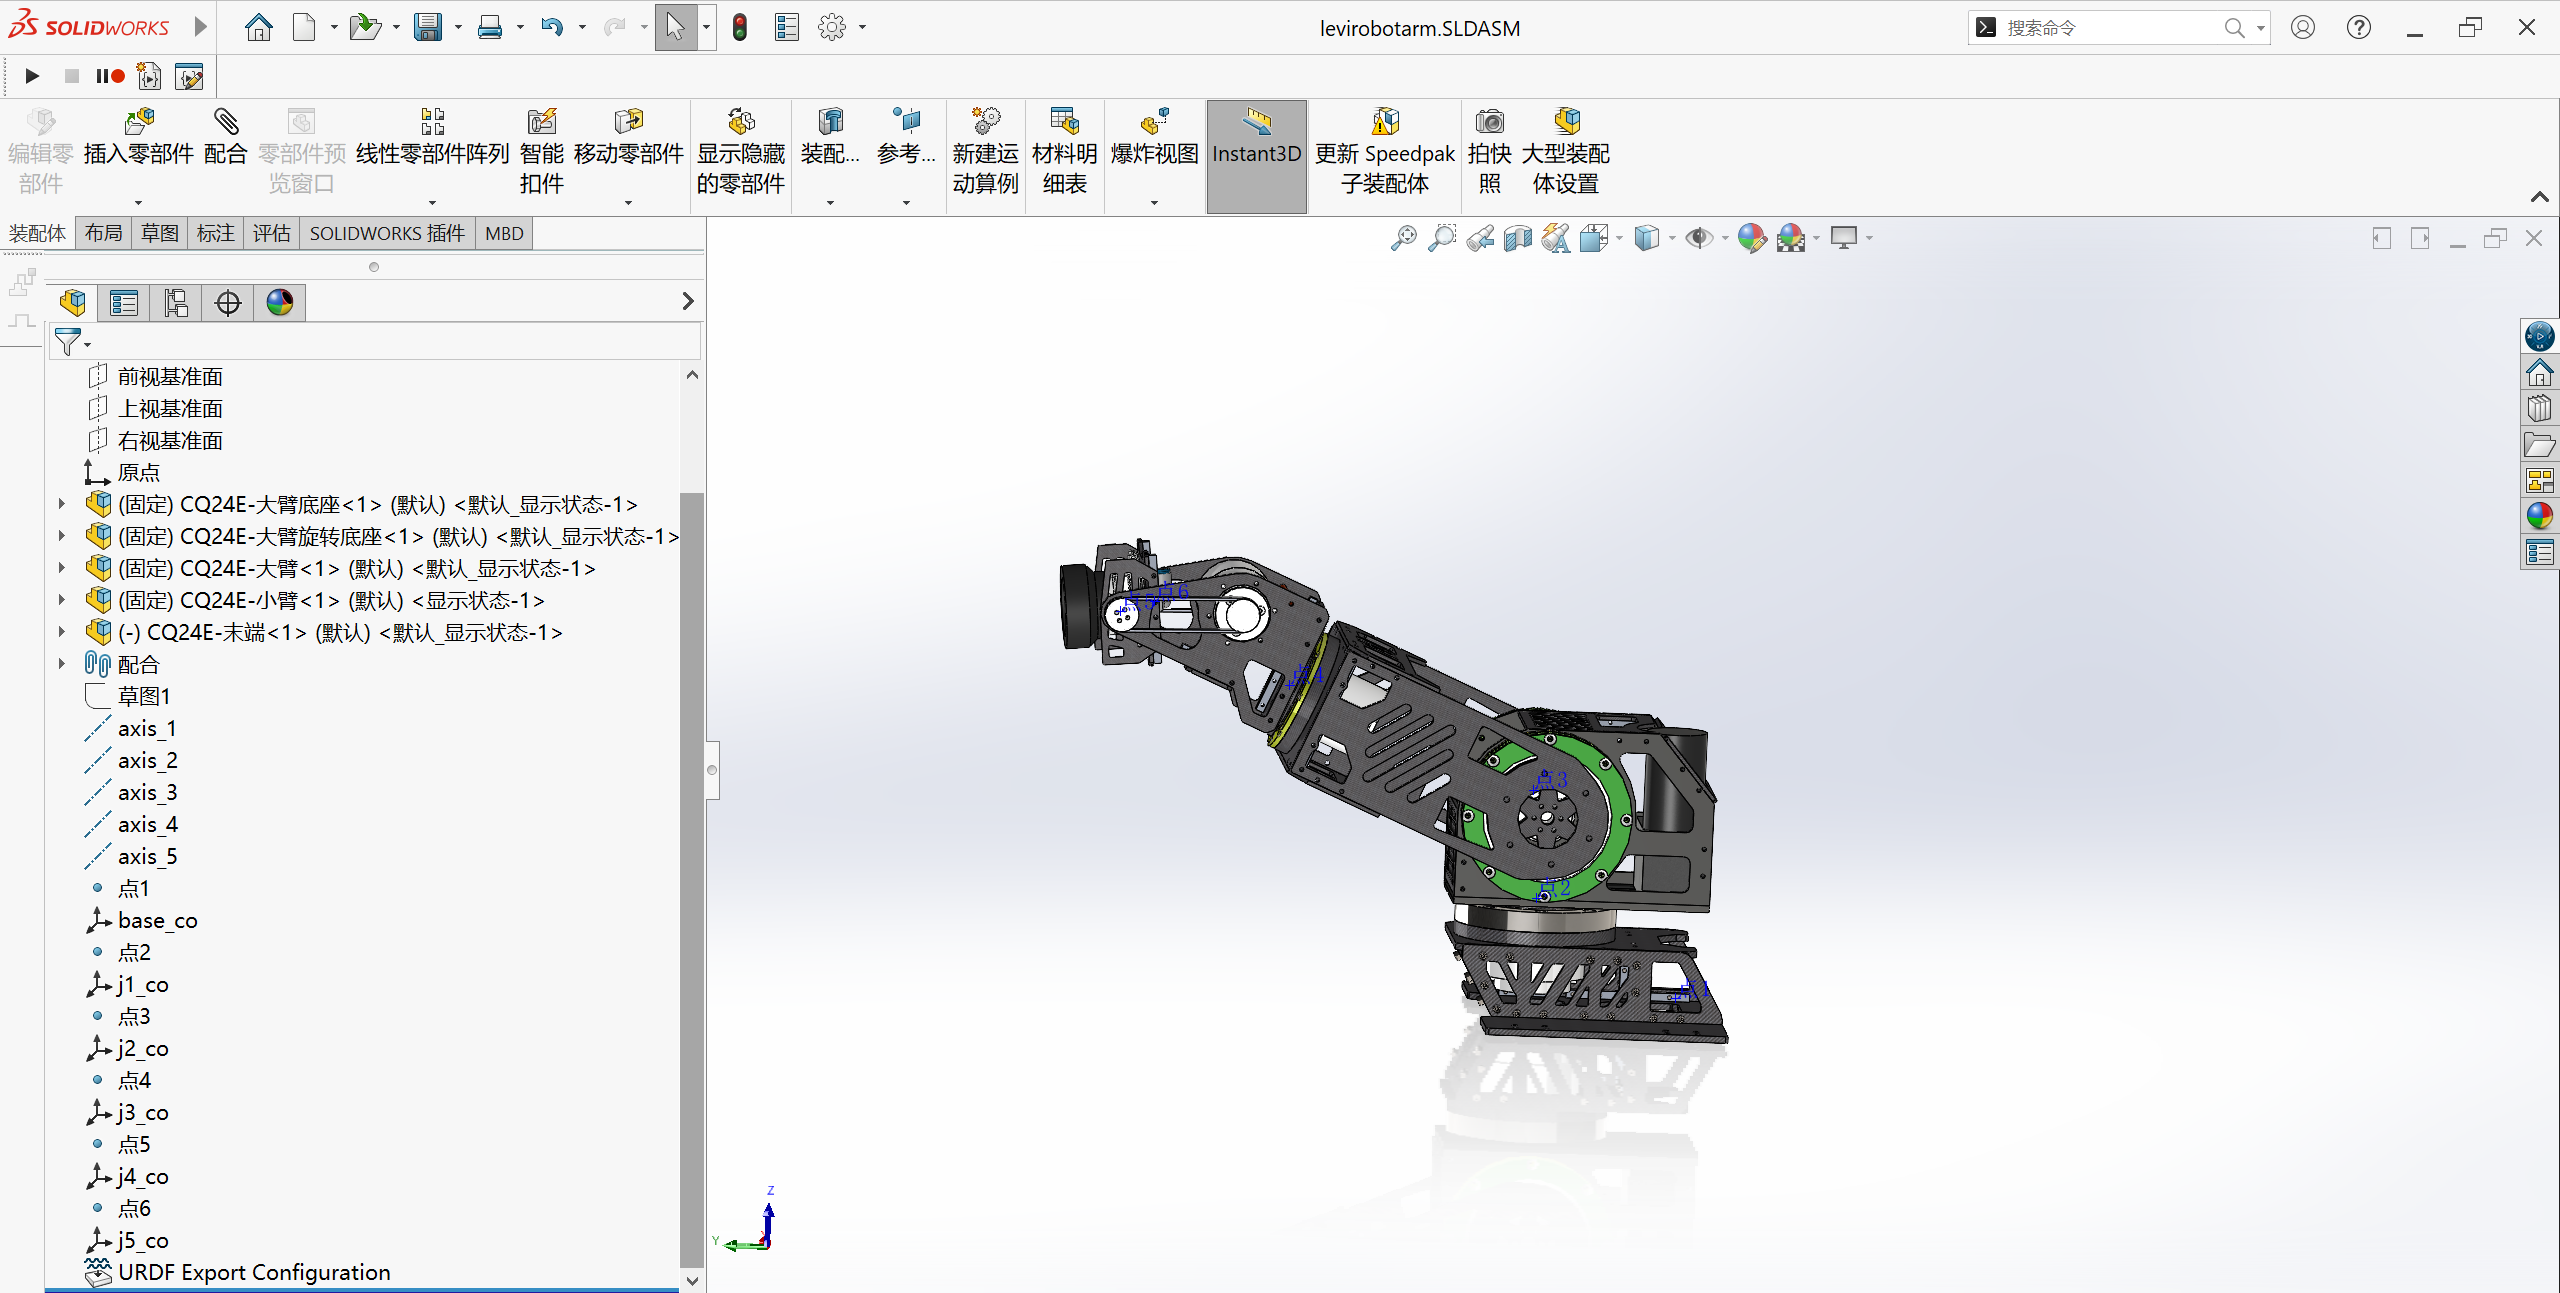 SOLIDWORKS
levirobotarm.SLDASM
搜索命令
编辑零部件
插入零部件
配合
零部件预览窗口
线性零部件阵列
智能扣件
移动零部件
显示隐藏的零部件
装配...
参考...
新建运动算例
材料明细表
爆炸视图
Instant3D
更新 Speedpak 子装配体
拍快照
大型装配体设置
装配体
布局
草图
标注
评估
SOLIDWORKS 插件
MBD
前视基准面
上视基准面
右视基准面
原点
(固定) CQ24E-大臂底座<1> (默认) <默认_显示状态-1>
(固定) CQ24E-大臂旋转底座<1> (默认) <默认_显示状态-1>
(固定) CQ24E-大臂<1> (默认) <默认_显示状态-1>
(固定) CQ24E-小臂<1> (默认) <显示状态-1>
(-) CQ24E-末端<1> (默认) <默认_显示状态-1>
配合
草图1
axis_1
axis_2
axis_3
axis_4
axis_5
点1
base_co
点2
j1_co
点3
j2_co
点4
j3_co
点5
j4_co
点6
j5_co
URDF Export Configuration
点5
点6
点4
点3
点2
点1
Z
Y